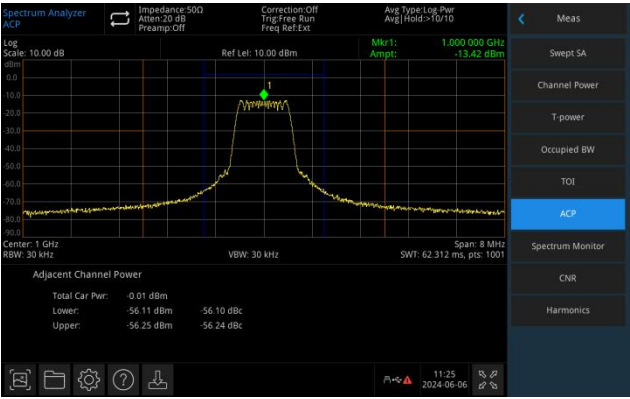 Spectrum Analyzer
ACP
Impedance:50Ω
Atten:20 dB
Preamp:Off
Correction:Off
Trig:Free Run
Freq Ref:Ext
Avg Type:Log-Pwr
Avg|Hold:>10/10
Meas
Log
Scale: 10.00 dB
Ref Lel: 10.00 dBm
Mkr1: 1.000 000 GHz
Ampt: -13.42 dBm
dBm
0.0
-10.0
-20.0
-30.0
-40.0
-50.0
-60.0
-70.0
-80.0
-90.0
1
Center: 1 GHz
RBW: 30 kHz
VBW: 30 kHz
Span: 8 MHz
SWT: 62.312 ms, pts: 1001
Adjacent Channel Power
Total Car Pwr: -0.01 dBm
Lower: -56.11 dBm -56.10 dBc
Upper: -56.25 dBm -56.24 dBc
Swept SA
Channel Power
T-power
Occupied BW
TOI
ACP
Spectrum Monitor
CNR
Harmonics
11:25
2024-06-06